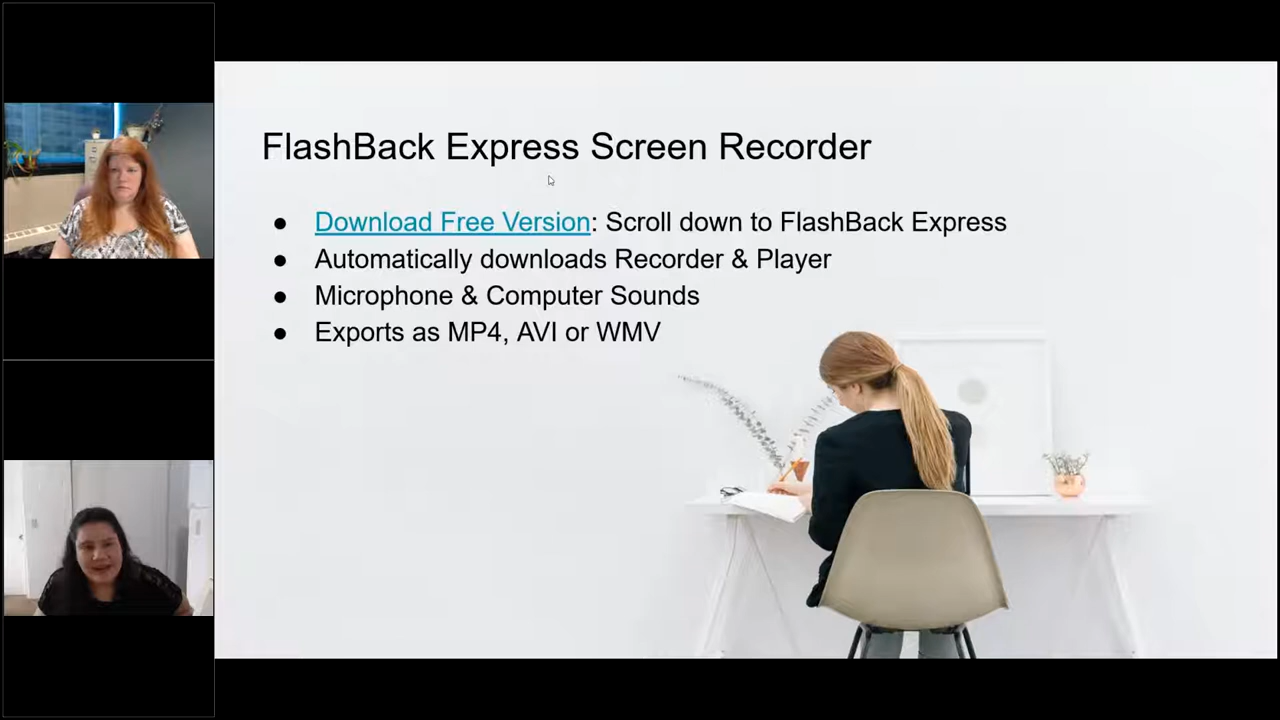 FlashBack Express Screen Recorder
● Download Free Version: Scroll down to FlashBack Express
● Automatically downloads Recorder & Player
● Microphone & Computer Sounds
● Exports as MP4, AVI or WMV